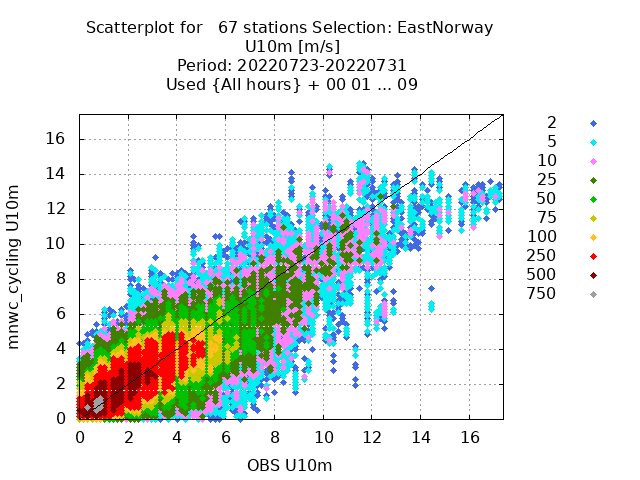 Scatterplot for   67 stations Selection: EastNorway
U10m [m/s]
Period: 20220723-20220731
Used {All hours} + 00 01 ... 09
mnwc_cycling U10m
16
14
12
10
8
6
4
2
0
0 2 4 6 8 10 12 14 16
OBS U10m
2
5
10
25
50
75
100
250
500
750